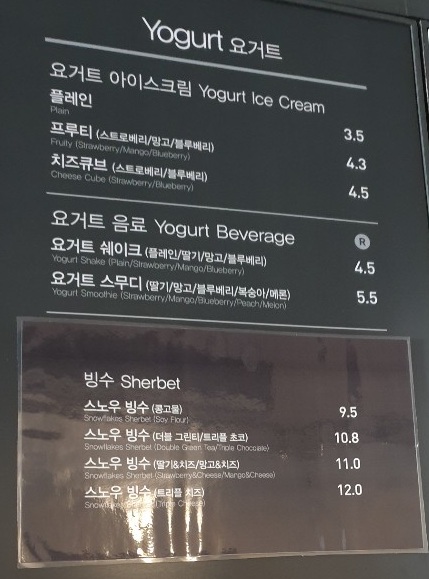 Yogurt 요거트
요거트 아이스크림 Yogurt Ice Cream
플레인 3.5
Plain
프루티 (스트로베리/망고/블루베리) 4.3
Fruity (Strawberry/Mango/Blueberry)
치즈큐브 (스트로베리/블루베리) 4.5
Cheese Cube (Strawberry/Blueberry)
요거트 음료 Yogurt Beverage R
요거트 쉐이크 (플레인/딸기/망고/블루베리) 4.5
Yogurt Shake (Plain/Strawberry/Mango/Blueberry)
요거트 스무디 (딸기/망고/블루베리/복숭아/메론) 5.5
Yogurt Smoothie (Strawberry/Mango/Blueberry/Peach/Melon)
빙수 Sherbet
스노우 빙수 (콩고물) 9.5
Snowflakes Sherbet (Soy Flour)
스노우 빙수 (더블 그린티/트리플 초코) 10.8
Snowflakes Sherbet (Double Green Tea/Triple Chocolate)
스노우 빙수 (딸기&치즈/망고&치즈) 11.0
Snowflakes Sherbet (Strawberry&Cheese/Mango&Cheese)
스노우 빙수 (트리플 치즈) 12.0
(Triple Cheese)